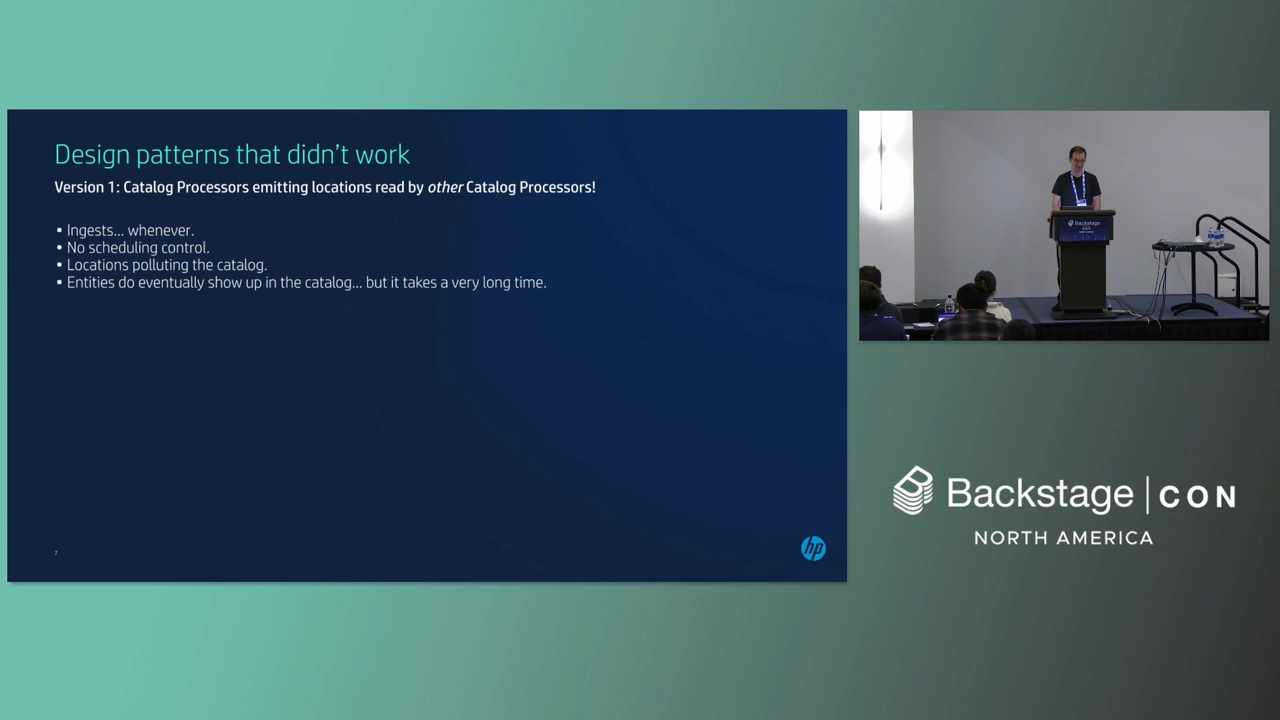 Design patterns that didn't work
Version 1: Catalog Processors emitting locations read by other Catalog Processors!
• Ingests... whenever.
• No scheduling control.
• Locations polluting the catalog.
• Entities do eventually show up in the catalog... but it takes a very long time.
7
hp
Backstage
Backstage | CON
NORTH AMERICA